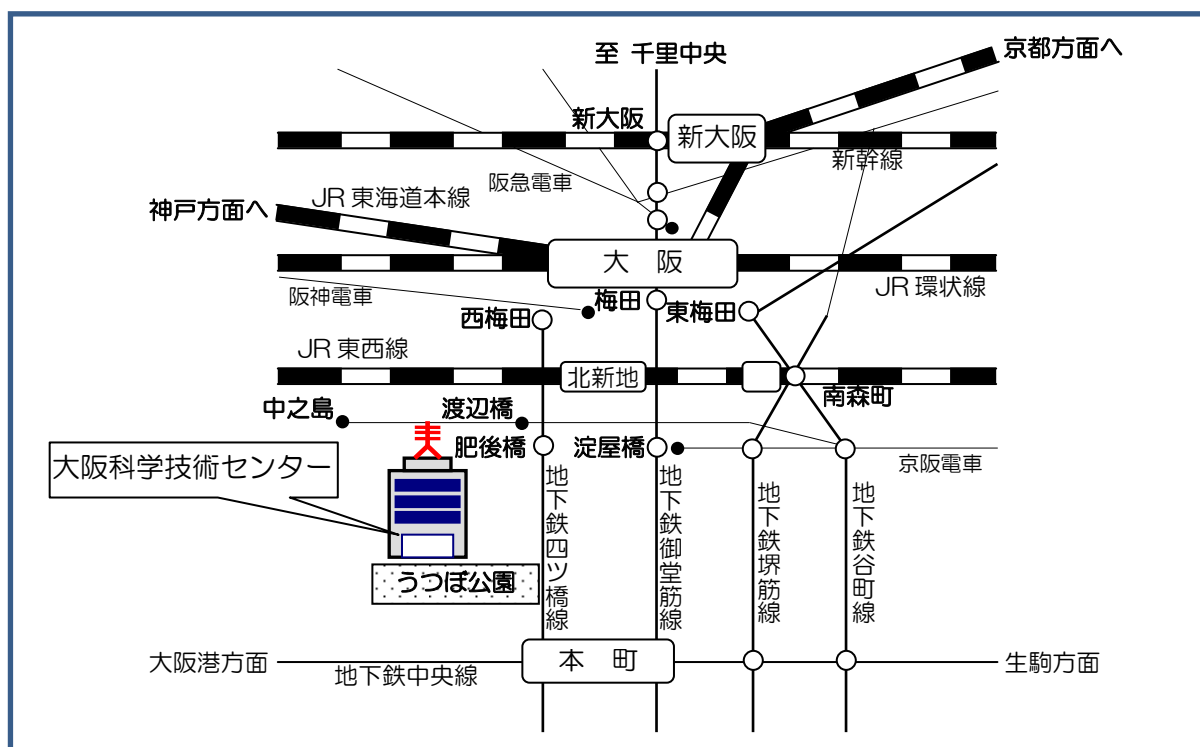 至 千里中央
京都方面へ
新大阪
新大阪
新幹線
阪急電車
JR 東海道本線
神戸方面へ
大 阪
JR 環状線
阪神電車
梅田
東梅田
西梅田
JR 東西線
北新地
南森町
中之島
渡辺橋
肥後橋
淀屋橋
京阪電車
大阪科学技術センター
地下鉄四ツ橋線
地下鉄御堂筋線
地下鉄堺筋線
地下鉄谷町線
うつぼ公園
大阪港方面
地下鉄中央線
本 町
生駒方面